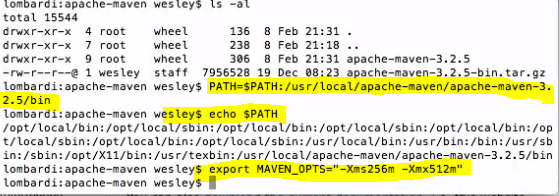 lombardi:apache-maven wesley$ ls -al
total 15544
drwxr-xr-x 4 root wheel 136 8 Feb 21:31 .
drwxr-xr-x 7 root wheel 238 8 Feb 21:18 ..
drwxr-xr-x 9 root wheel 306 8 Feb 21:31 apache-maven-3.2.5
-rw-r--r--@ 1 wesley staff 7956528 19 Dec 08:23 apache-maven-3.2.5-bin.tar.gz
lombardi:apache-maven wesley$ PATH=$PATH:/usr/local/apache-maven/apache-maven-3.
2.5/bin
lombardi:apache-maven wesley$ echo $PATH
/opt/local/bin:/opt/local/sbin:/opt/local/bin:/opt/local/sbin:/opt/local/bin:/op
t/local/sbin:/opt/local/bin:/opt/local/sbin:/usr/bin:/bin:/usr/sbin:/sbin:/usr/lo
bin:/sbin:/opt/X11/bin:/usr/texbin:/usr/local/apache-maven/apache-maven-3.2.5/bin
lombardi:apache-maven wesley$ export MAVEN_OPTS="-Xms256m -Xmx512m"
lombardi:apache-maven wesley$